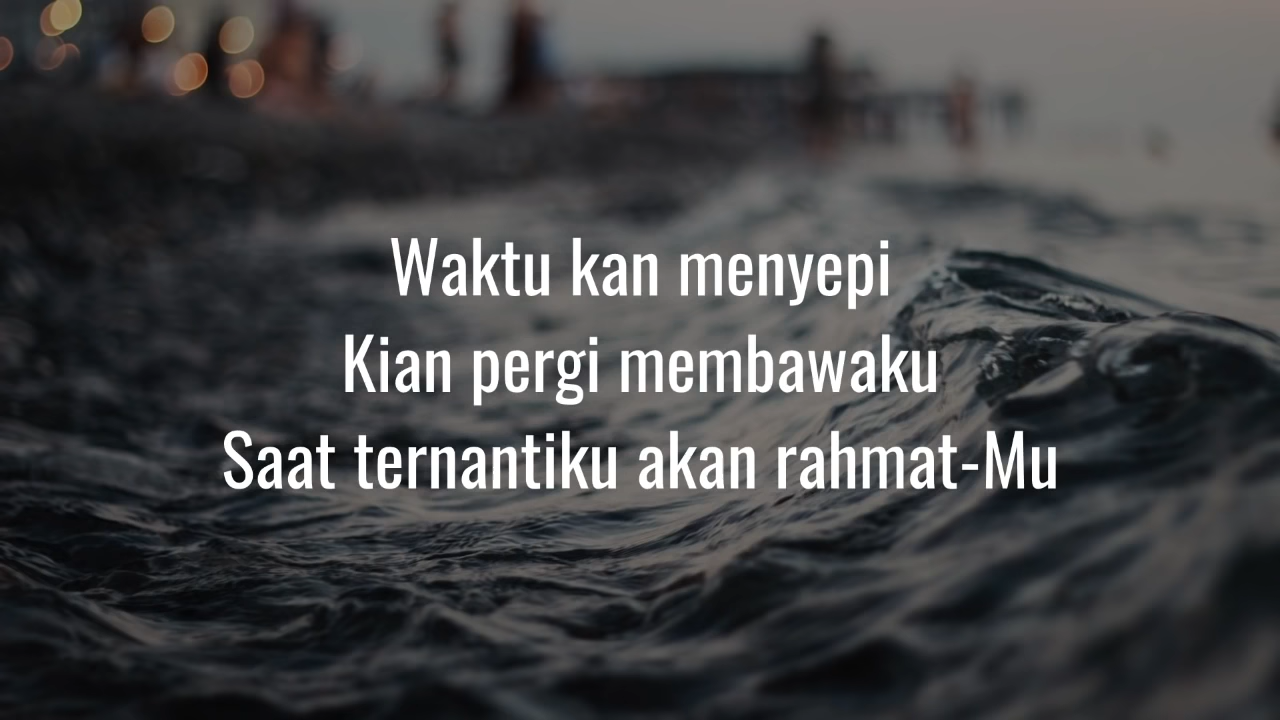 Waktu kan menyepi
Kian pergi membawaku
Saat ternantiku akan rahmat-Mu